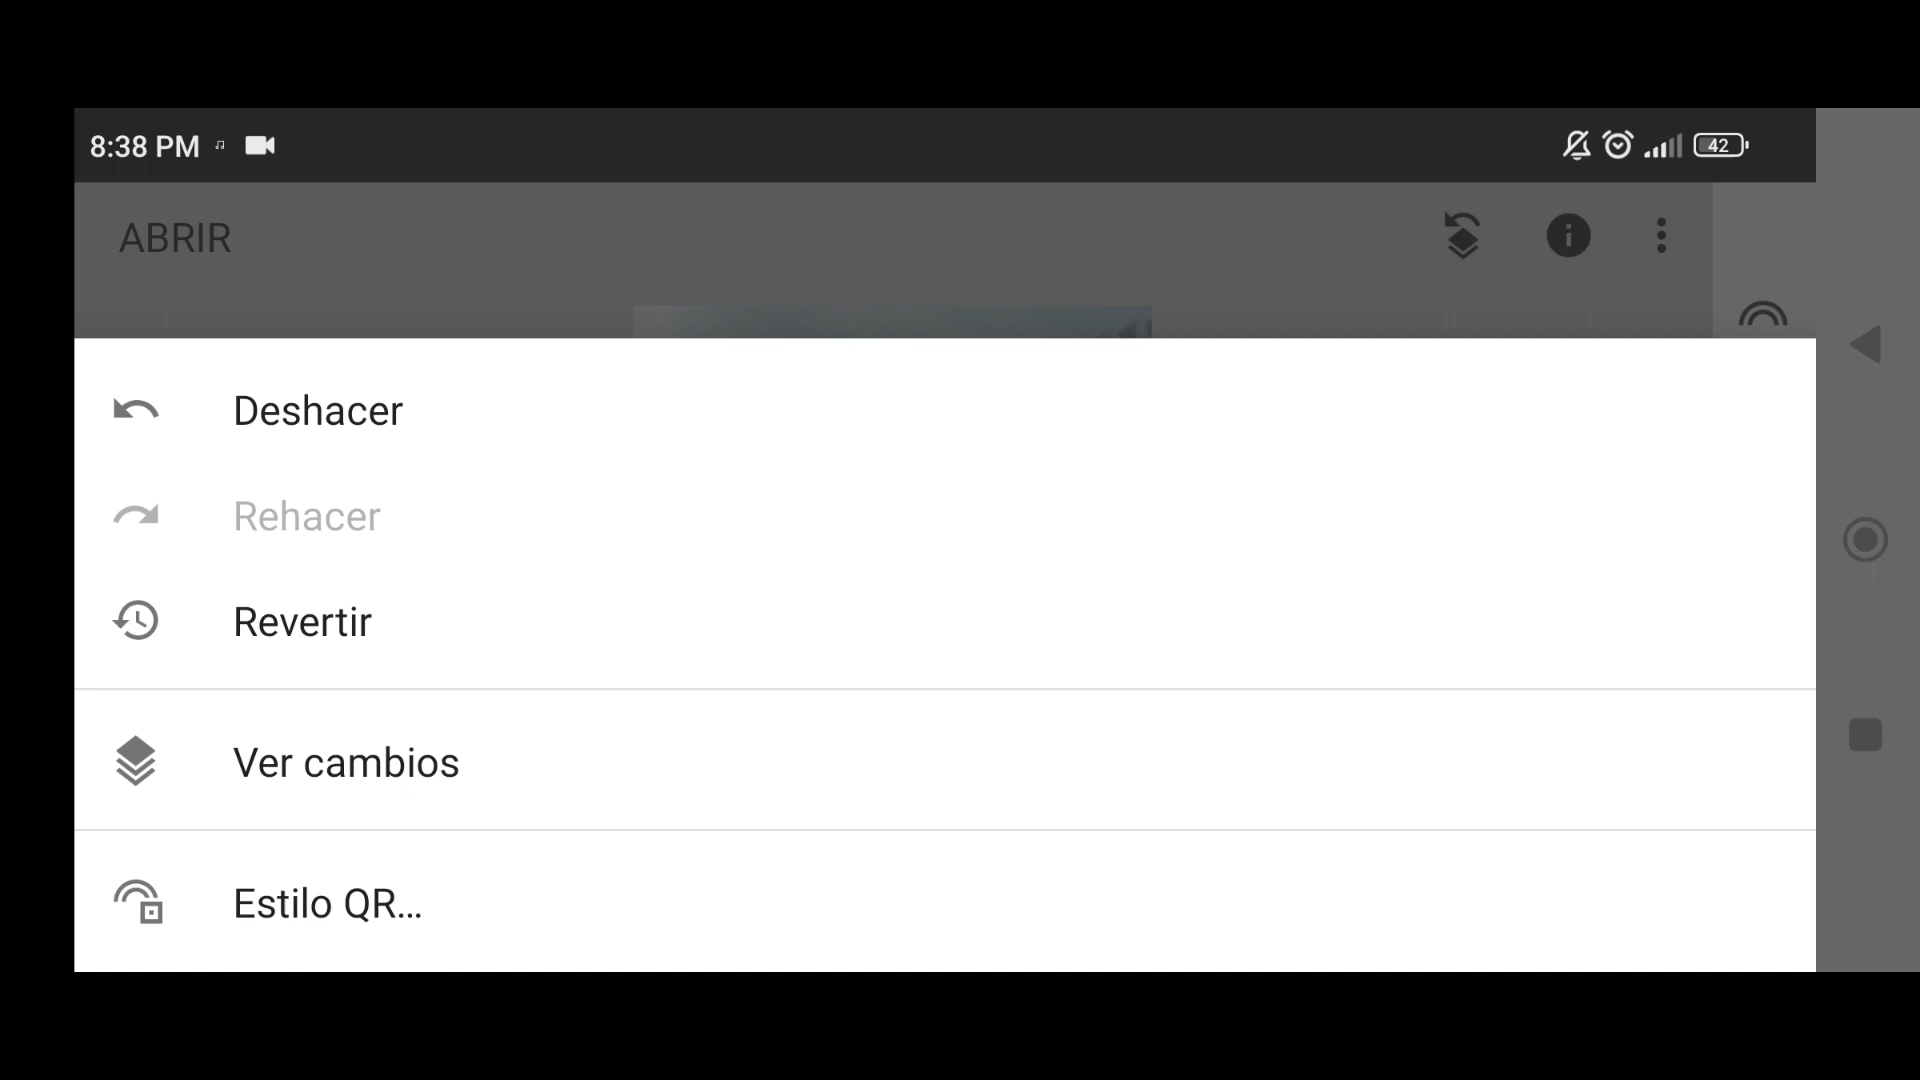 8:38 PM
42
ABRIR
Deshacer
Rehacer
Revertir
Ver cambios
Estilo QR...